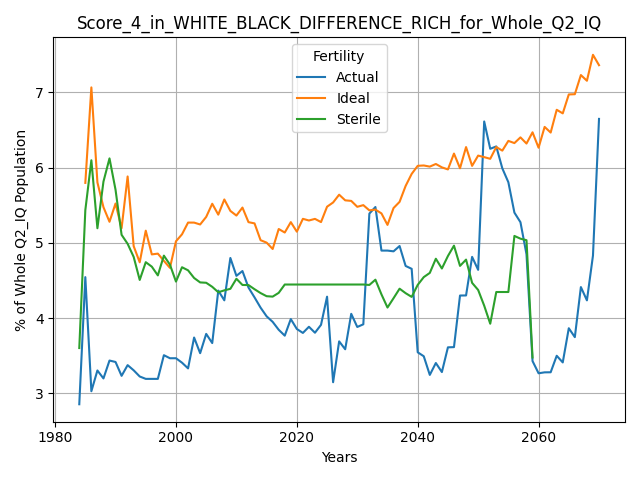 Score_4_in_WHITE_BLACK_DIFFERENCE_RICH_for_Whole_Q2_IQ
Fertility
Actual
Ideal
Sterile
% of Whole Q2_IQ Population
7
6
5
4
3
1980
2000
2020
2040
2060
Years